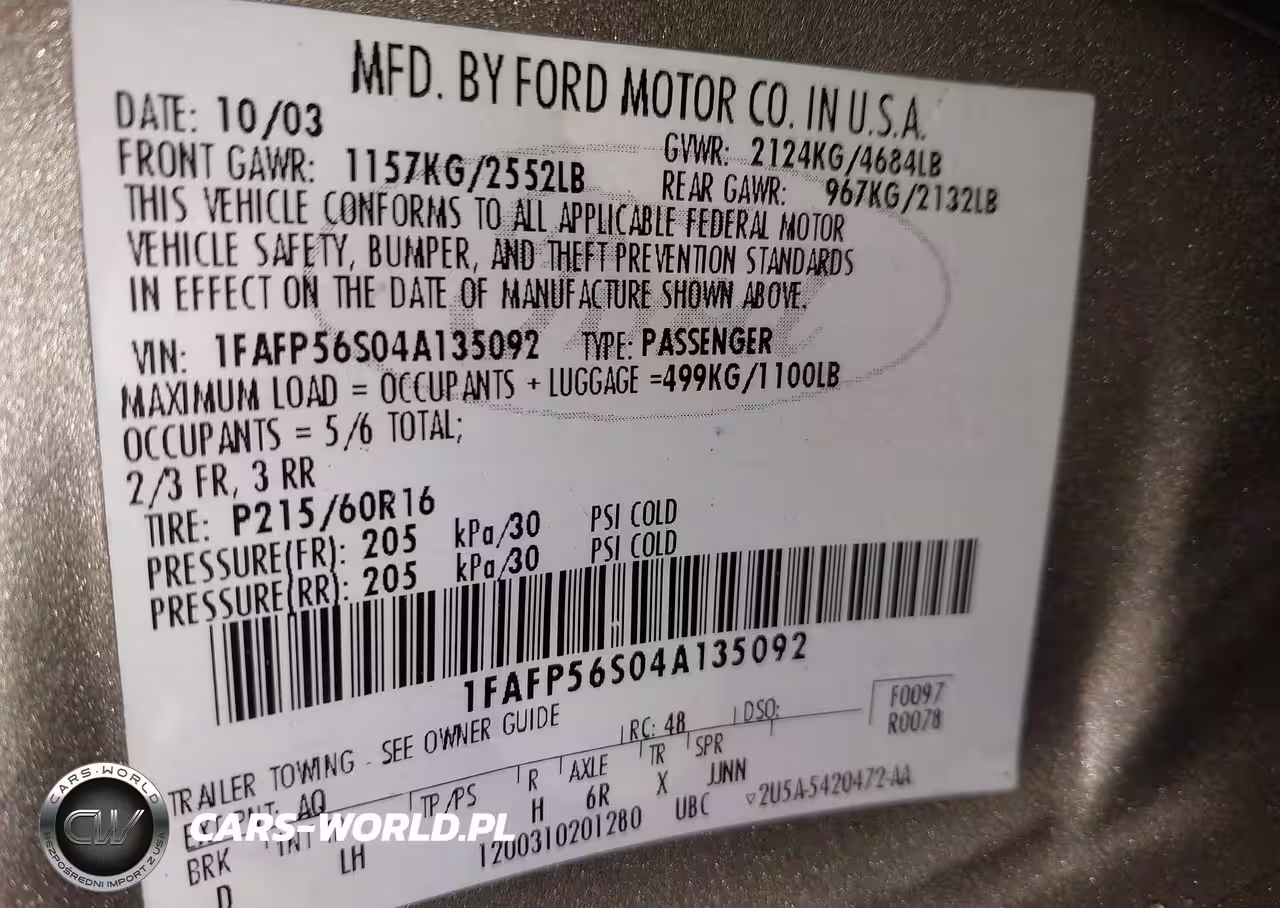 MFD. BY FORD MOTOR CO. IN U.S.A.
DATE: 10/03
GVWR: 2124KG/4684LB
FRONT GAWR: 1157KG/2552LB
REAR GAWR: 967KG/2132LB
THIS VEHICLE CONFORMS TO ALL APPLICABLE FEDERAL MOTOR
VEHICLE SAFETY, BUMPER, AND THEFT PREVENTION STANDARDS
IN EFFECT ON THE DATE OF MANUFACTURE SHOWN ABOVE.
VIN: 1FAFP56S04A135092 TYPE: PASSENGER
MAXIMUM LOAD = OCCUPANTS + LUGGAGE =499KG/1100LB
OCCUPANTS = 5/6 TOTAL;
2/3 FR, 3 RR
TIRE: P215/60R16
PRESSURE(FR): 205 kPa/30 PSI COLD
PRESSURE(RR): 205 kPa/30 PSI COLD
1FAFP56S04A135092
F0097
R0078
TRAILER TOWING - SEE OWNER GUIDE
RC: 48 DSO:
AQ
BRK INT TP/PS R AXLE TR SPR
D LH H 6R X JJNN
1200310201280 UBC 2U5A-5420472-AA
CARS-WORLD
CW
BEZPOŚREDNI IMPORT Z USA
CARS-WORLD.PL